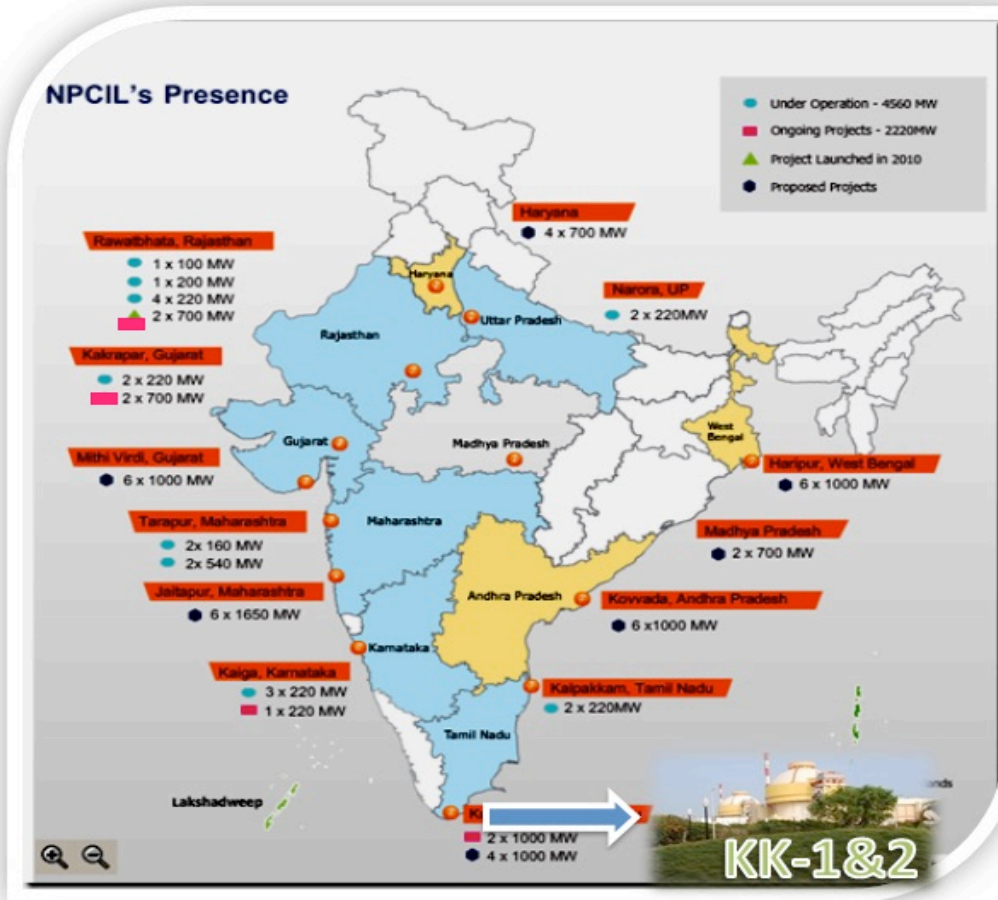 NPCIL's Presence
Under Operation - 4560 MW
Ongoing Projects - 2220MW
Project Launched in 2010
Proposed Projects
Haryana
4 x 700 MW
Rawatbhata, Rajasthan
1 x 100 MW
1 x 200 MW
4 x 220 MW
2 x 700 MW
Haryana
Narora, UP
2 x 220MW
Uttar Pradesh
Rajasthan
Kakrapar, Gujarat
2 x 220 MW
2 x 700 MW
West
Bengal
Gujarat
Madhya Pradesh
Mithi Virdi, Gujarat
6 x 1000 MW
Haripur, West Bengal
6 x 1000 MW
Tarapur, Maharashtra
2x 160 MW
2x 540 MW
Maharashtra
Madhya Pradesh
2 x 700 MW
Jaitapur, Maharashtra
6 x 1650 MW
Andhra Pradesh
Kovvada, Andhra Pradesh
6 x1000 MW
Karnataka
Kaiga, Karnataka
3 x 220 MW
1 x 220 MW
Kalpakkam, Tamil Nadu
2 x 220MW
Tamil Nadu
Lakshadweep
2 x 1000 MW
4 x 1000 MW
KK-1&2